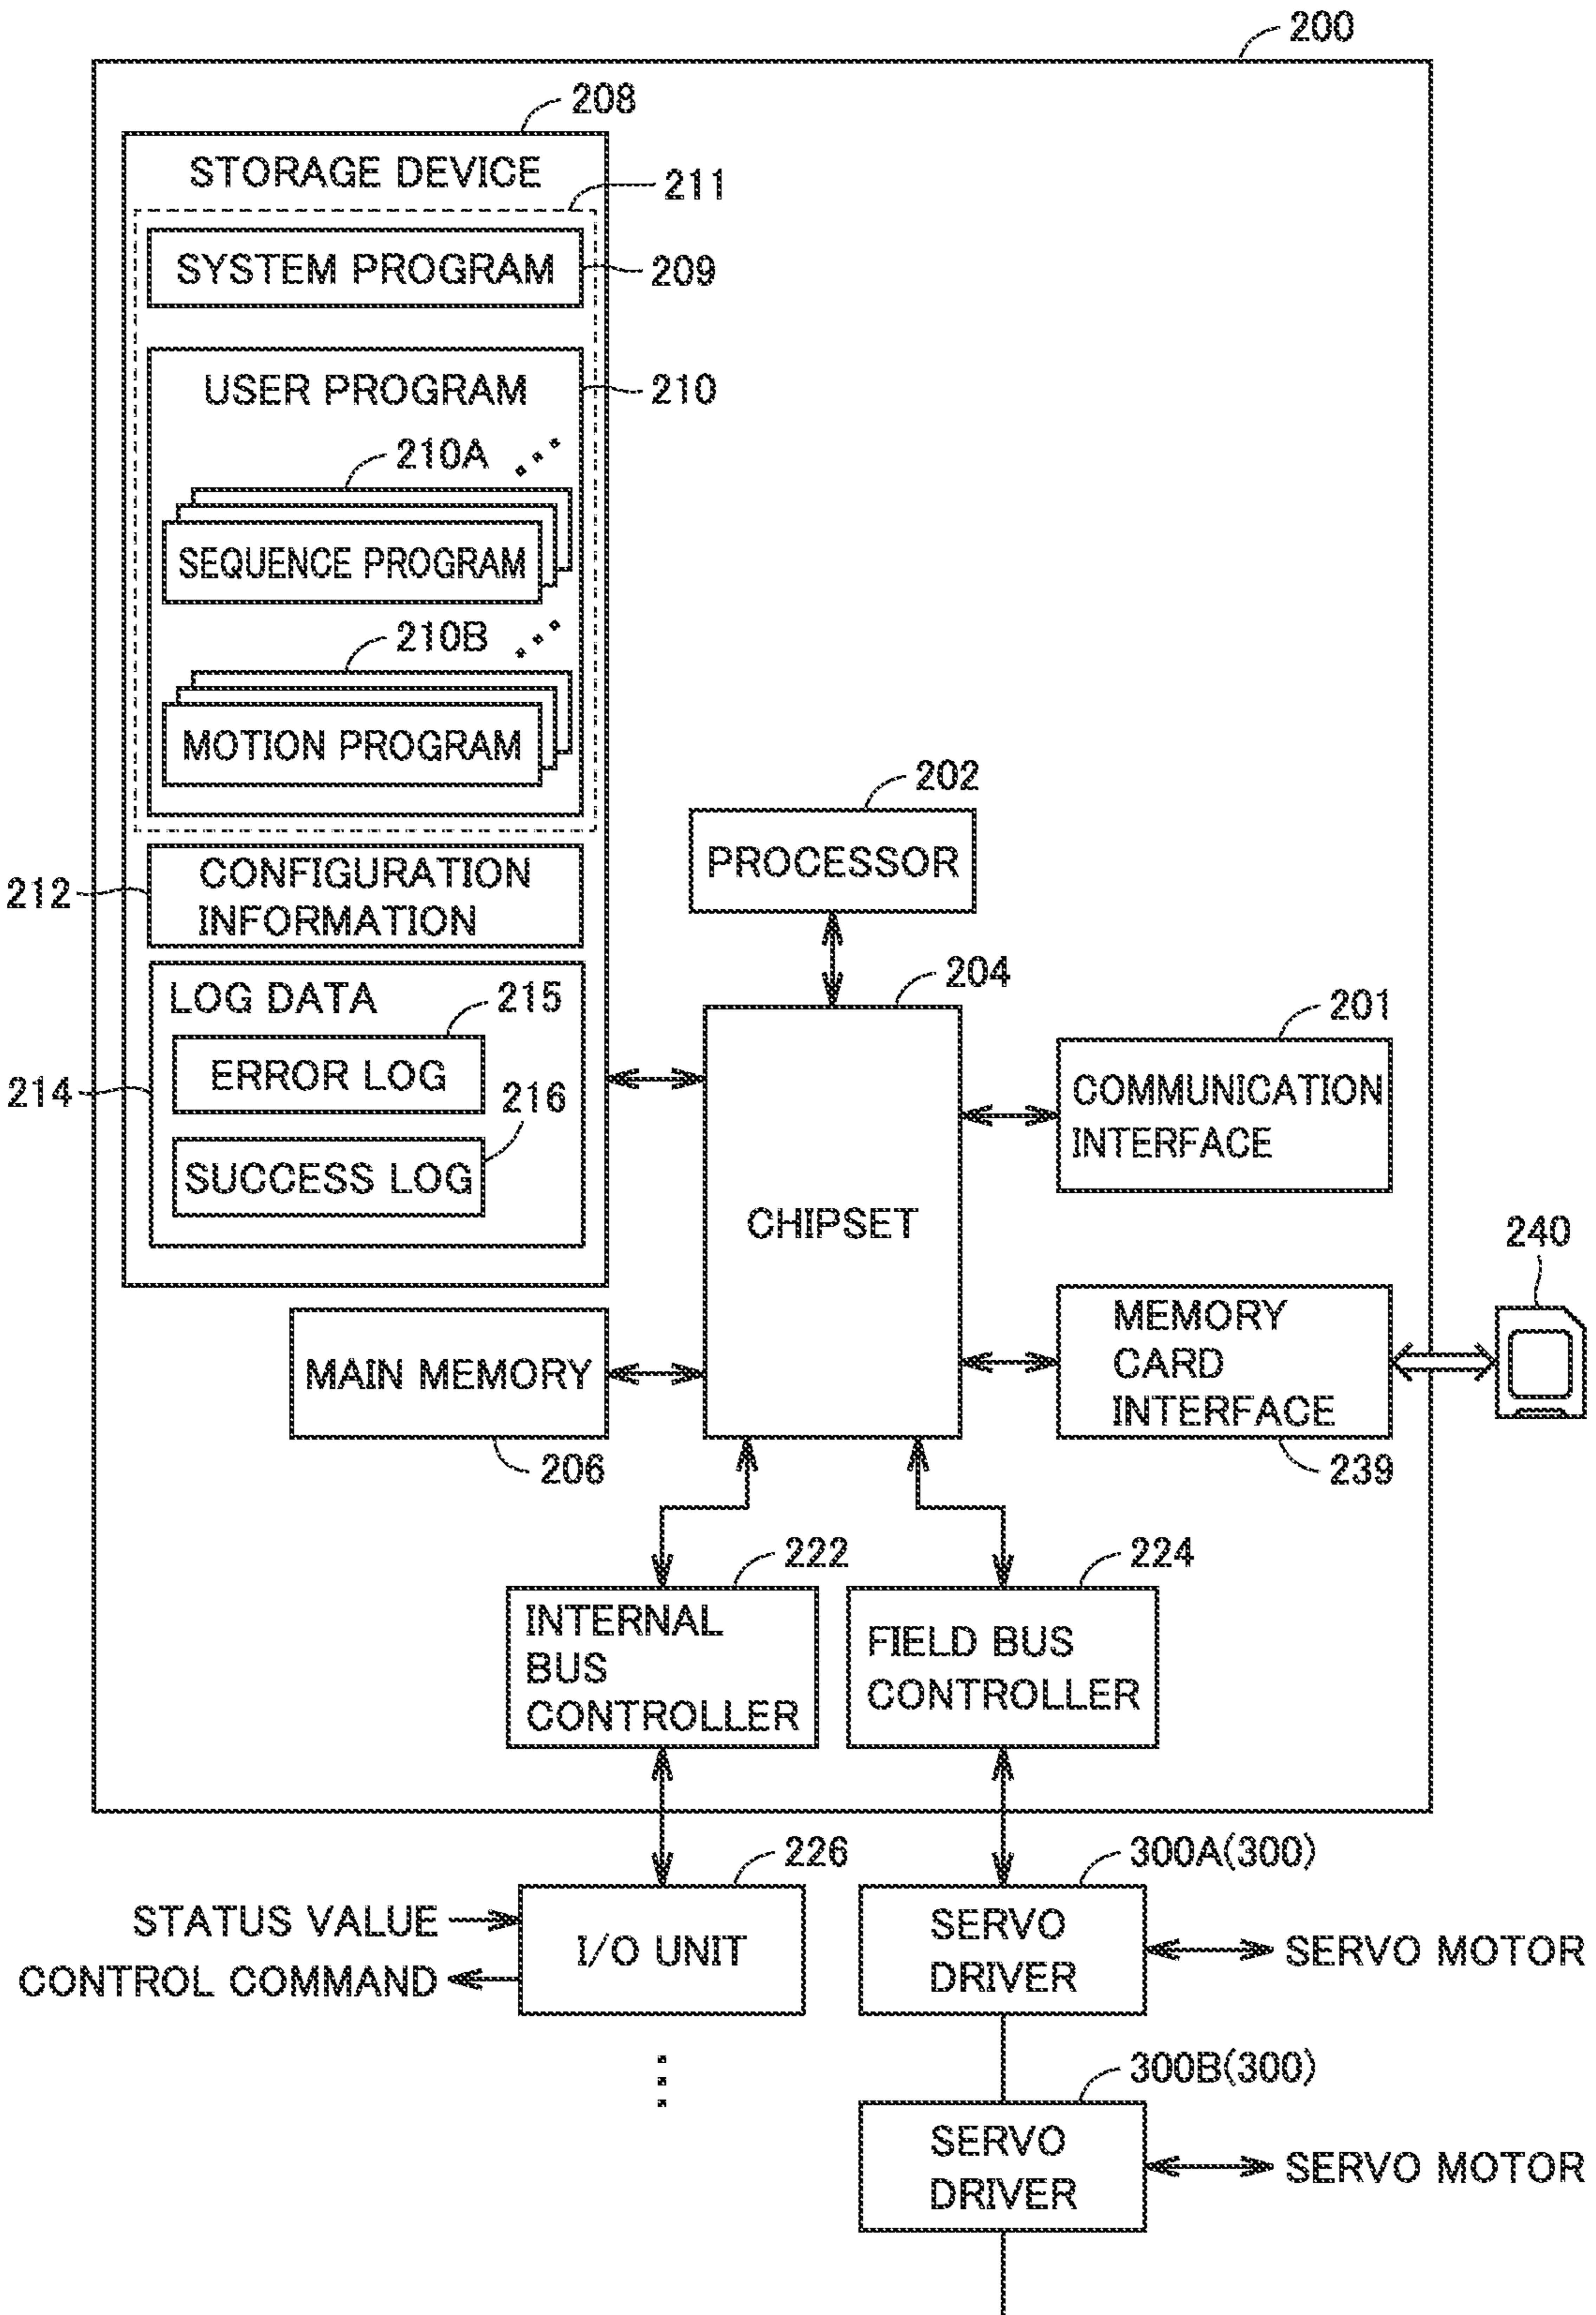 200
208
STORAGE DEVICE
211
SYSTEM PROGRAM
209
USER PROGRAM
210
210A
SEQUENCE PROGRAM
210B
MOTION PROGRAM
202
PROCESSOR
212
CONFIGURATION
INFORMATION
204
LOG DATA
215
201
214
ERROR LOG
216
SUCCESS LOG
COMMUNICATION
INTERFACE
CHIPSET
240
MEMORY
CARD
INTERFACE
MAIN MEMORY
206
239
222
224
INTERNAL
BUS
CONTROLLER
FIELD BUS
CONTROLLER
226
300A(300)
STATUS VALUE
CONTROL COMMAND
I/O UNIT
SERVO
DRIVER
SERVO MOTOR
300B(300)
SERVO
DRIVER
SERVO MOTOR